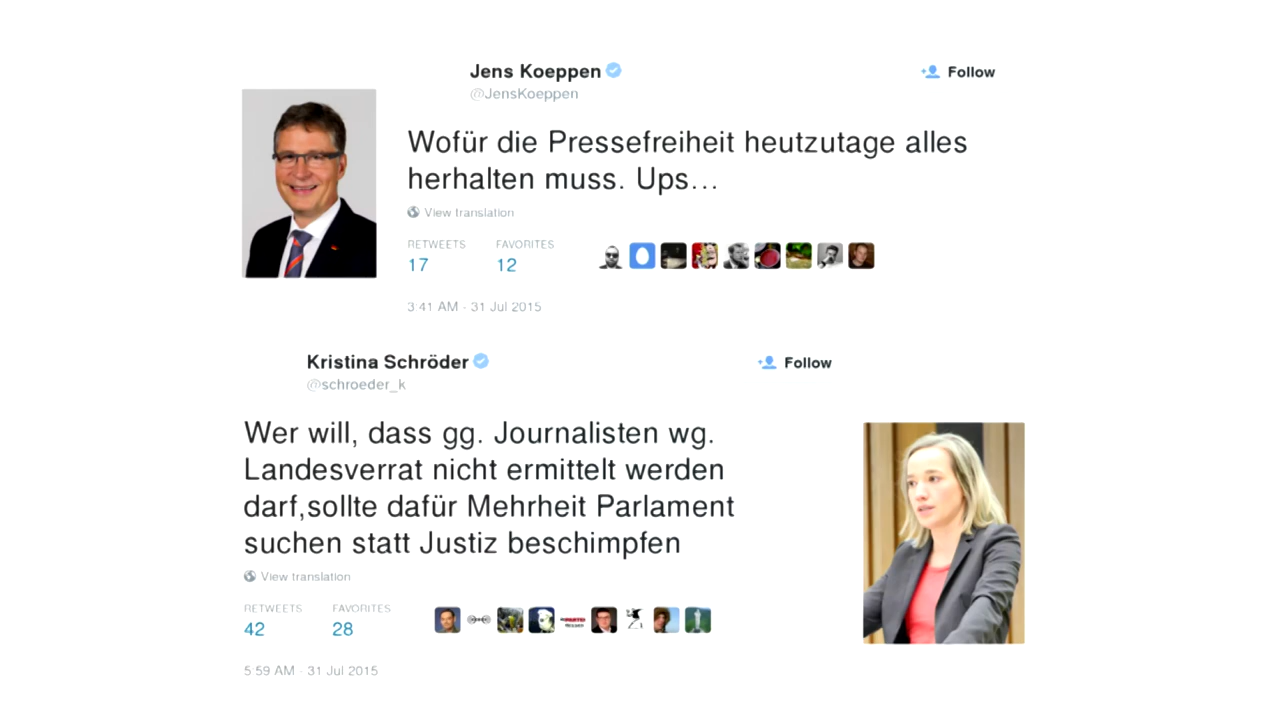 Jens Koeppen
Follow
@JensKoeppen
Wofür die Pressefreiheit heutzutage alles
herhalten muss. Ups...
View translation
RETWEETS FAVORITES
17 12
3:41 AM - 31 Jul 2015
Kristina Schröder
Follow
@schroeder_k
Wer will, dass gg. Journalisten wg.
Landesverrat nicht ermittelt werden
darf,sollte dafür Mehrheit Parlament
suchen statt Justiz beschimpfen
View translation
RETWEETS FAVORITES
42 28
5:59 AM - 31 Jul 2015